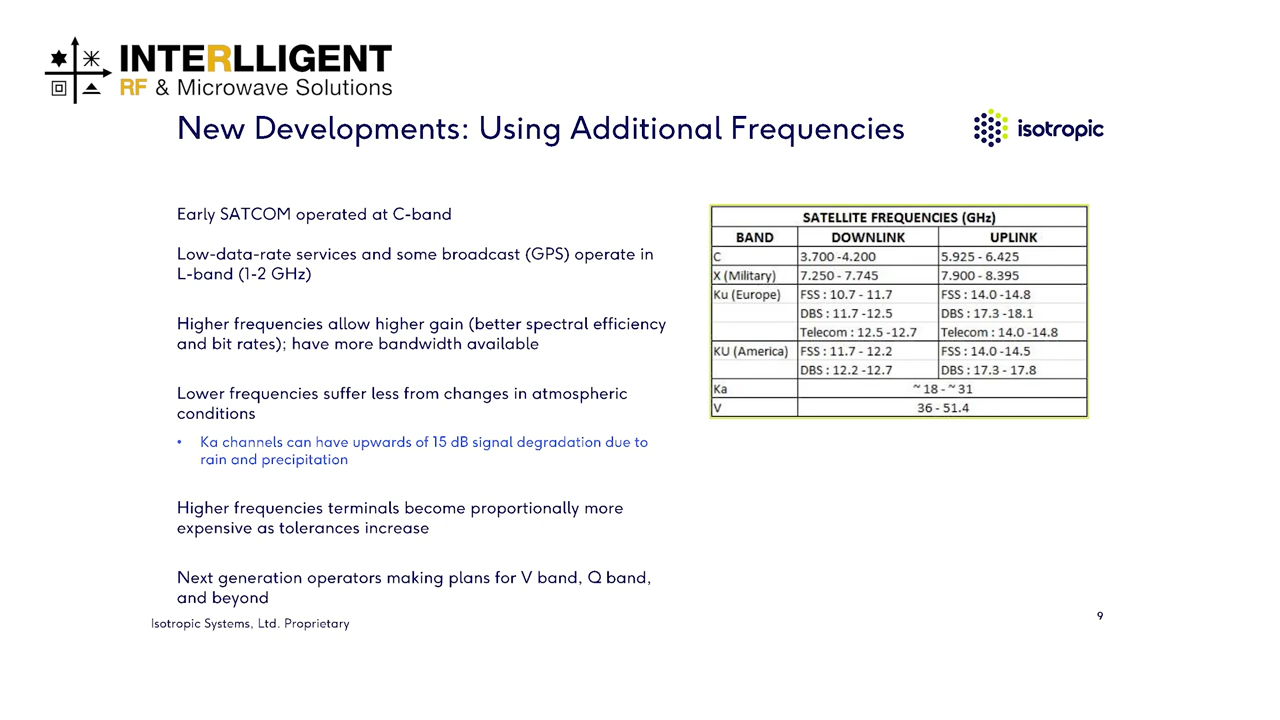 INTERLLIGENT
RF & Microwave Solutions
New Developments: Using Additional Frequencies
isotropic
Early SATCOM operated at C-band
Low-data-rate services and some broadcast (GPS) operate in
L-band (1-2 GHz)
Higher frequencies allow higher gain (better spectral efficiency
and bit rates); have more bandwidth available
Lower frequencies suffer less from changes in atmospheric
conditions
• Ka channels can have upwards of 15 dB signal degradation due to
rain and precipitation
Higher frequencies terminals become proportionally more
expensive as tolerances increase
Next generation operators making plans for V band, Q band,
and beyond
SATELLITE FREQUENCIES (GHz)
BAND DOWNLINK UPLINK
C 3.700 -4.200 5.925 - 6.425
X (Military) 7.250 - 7.745 7.900 - 8.395
Ku (Europe) FSS : 10.7 - 11.7 FSS : 14.0 -14.8
DBS : 11.7 -12.5 DBS : 17.3 -18.1
Telecom : 12.5 -12.7 Telecom : 14.0 -14.8
KU (America) FSS : 11.7 - 12.2 FSS : 14.0 -14.5
DBS : 12.2 -12.7 DBS : 17.3 - 17.8
Ka ~ 18 - ~ 31
V 36 - 51.4
Isotropic Systems, Ltd. Proprietary
9